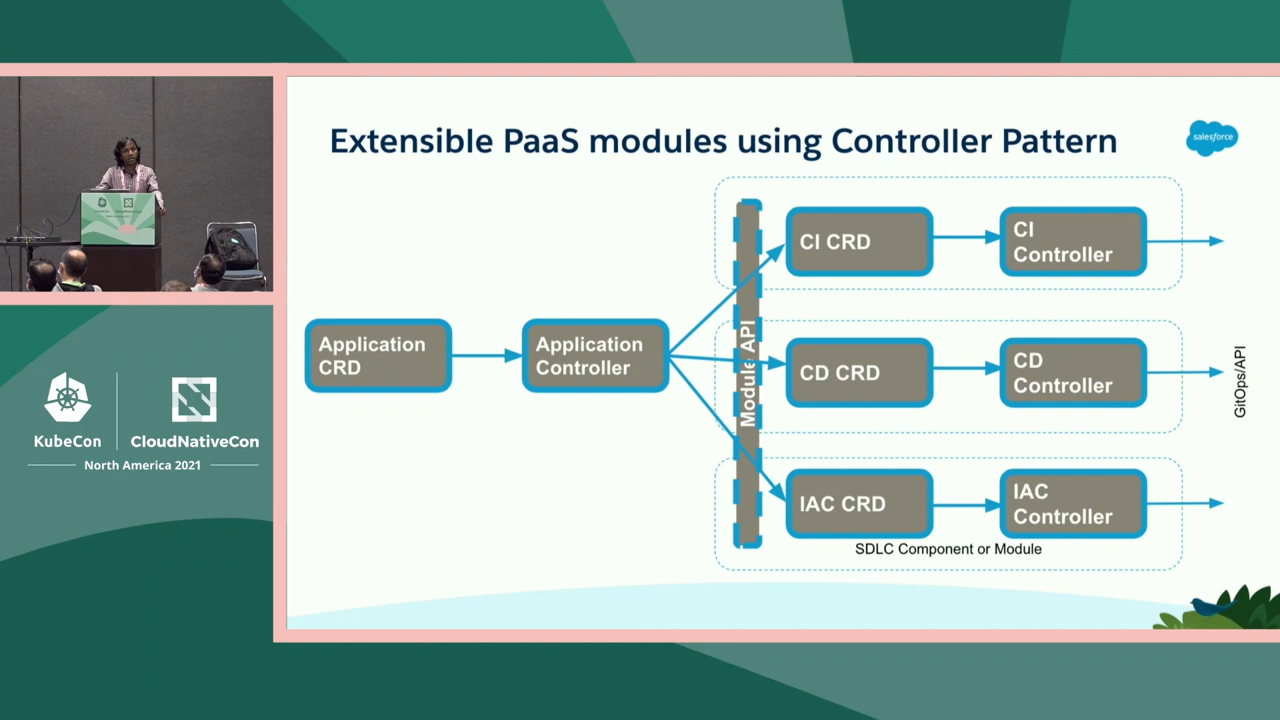 Extensible PaaS modules using Controller Pattern
salesforce
Application
CRD
Application
Controller
Module API
CI CRD
CI
Controller
CD CRD
CD
Controller
IAC CRD
IAC
Controller
SDLC Component or Module
GitOps/API
KubeCon
CloudNativeCon
North America 2021